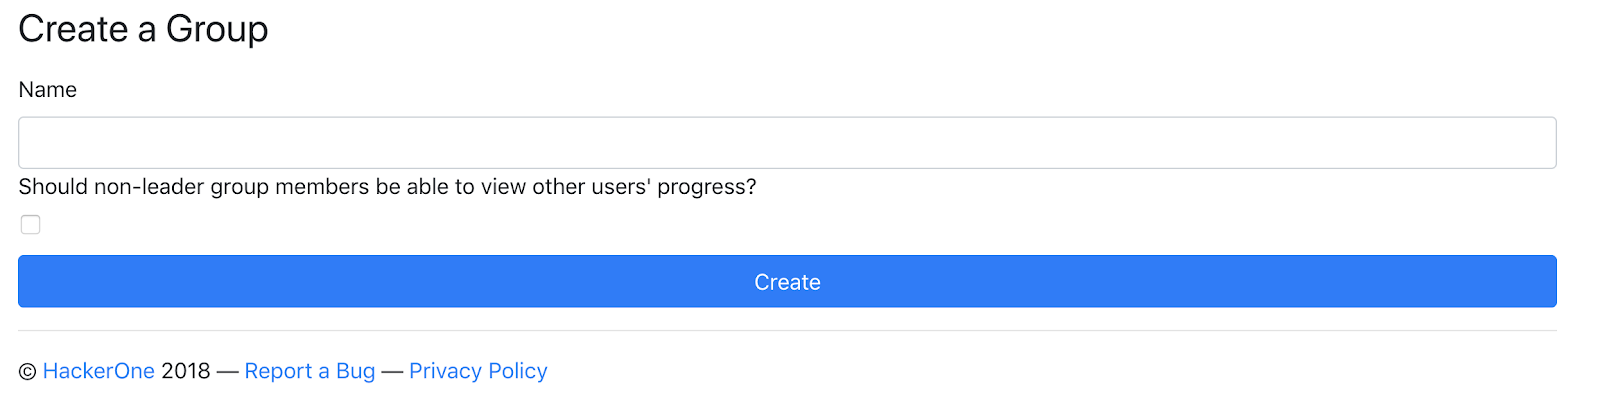 Create a Group
Name
Should non-leader group members be able to view other users' progress?
Create
© HackerOne 2018 — Report a Bug — Privacy Policy